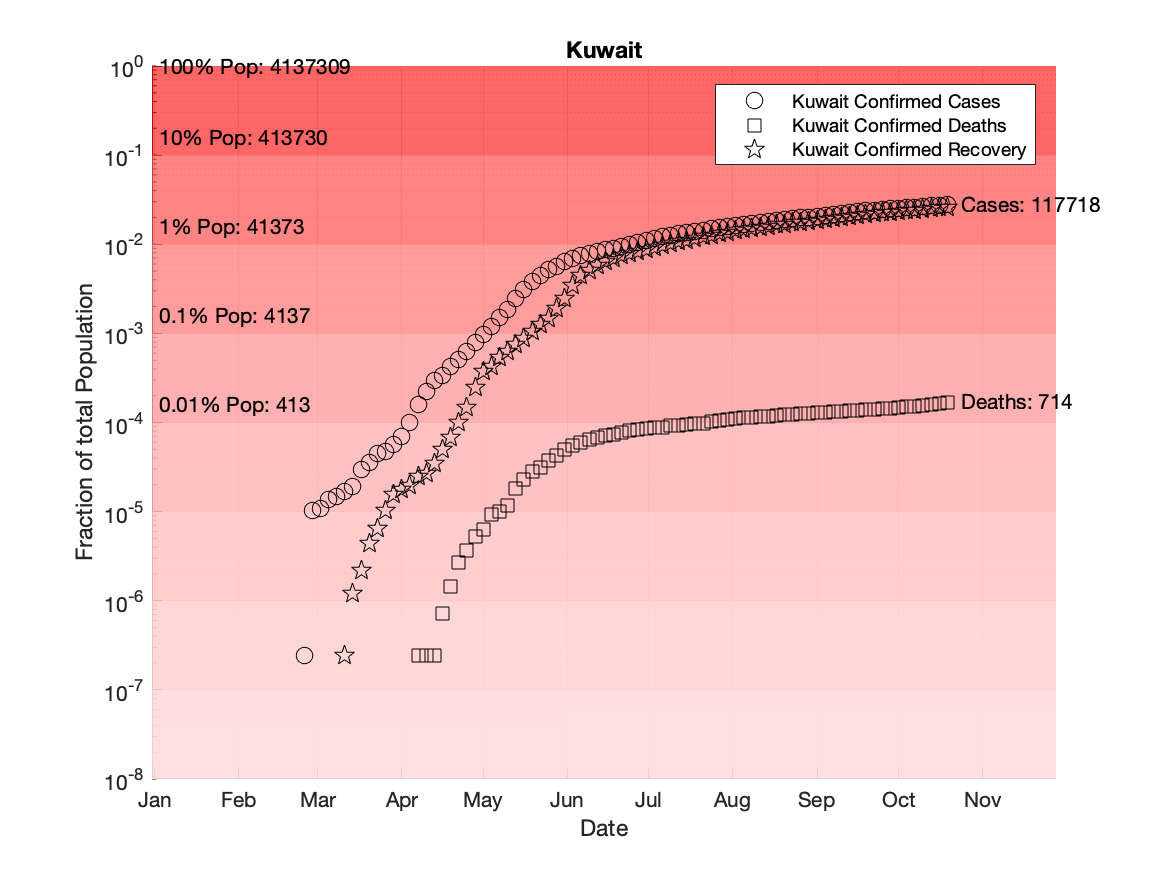 Kuwait
10^0
100% Pop: 4137309
Kuwait Confirmed Cases
Kuwait Confirmed Deaths
Kuwait Confirmed Recovery
10% Pop: 413730
10^-1
Cases: 117718
1% Pop: 41373
10^-2
0.1% Pop: 4137
10^-3
0.01% Pop: 413
Deaths: 714
10^-4
10^-5
10^-6
10^-7
10^-8
Fraction of total Population
Jan Feb Mar Apr May Jun Jul Aug Sep Oct Nov
Date